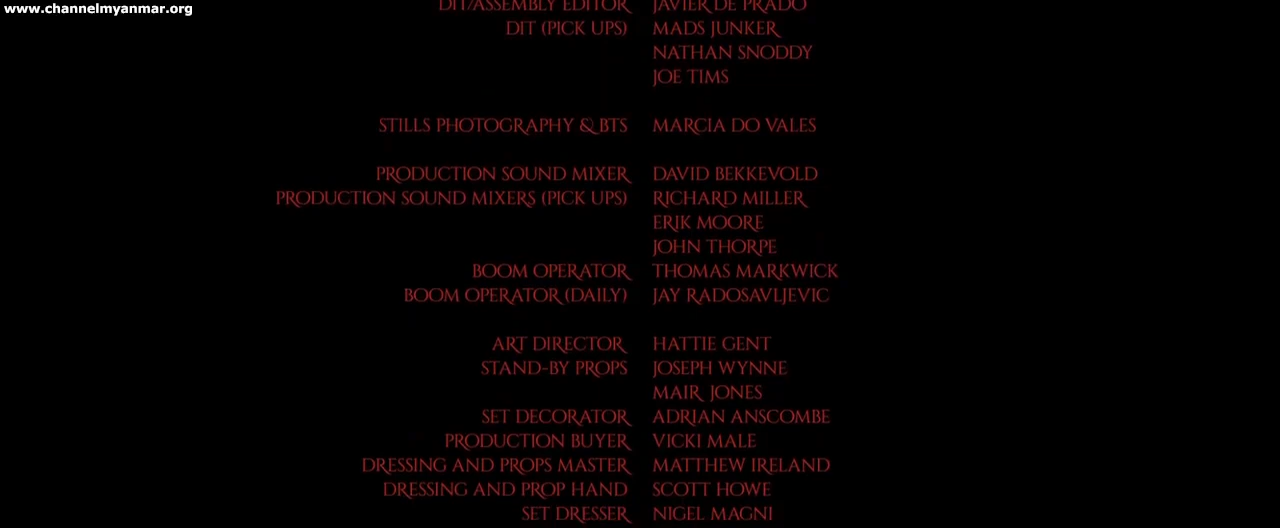 www.channelmyanmar.org
DIT/ASSEMBLY EDITOR JAVIER DE PRADO
DIT (PICK UPS) MADS JUNKER
NATHAN SNODDY
JOE TIMS
STILLS PHOTOGRAPHY & BTS MARCIA DO VALES
PRODUCTION SOUND MIXER DAVID BEKKEVOLD
PRODUCTION SOUND MIXERS (PICK UPS) RICHARD MILLER
ERIK MOORE
JOHN THORPE
BOOM OPERATOR THOMAS MARKWICK
BOOM OPERATOR (DAILY) JAY RADOSAVLJEVIC
ART DIRECTOR HATTIE GENT
STAND-BY PROPS JOSEPH WYNNE
MAIR JONES
SET DECORATOR ADRIAN ANSCOMBE
PRODUCTION BUYER VICKI MALE
DRESSING AND PROPS MASTER MATTHEW IRELAND
DRESSING AND PROP HAND SCOTT HOWE
SET DRESSER NIGEL MAGNI